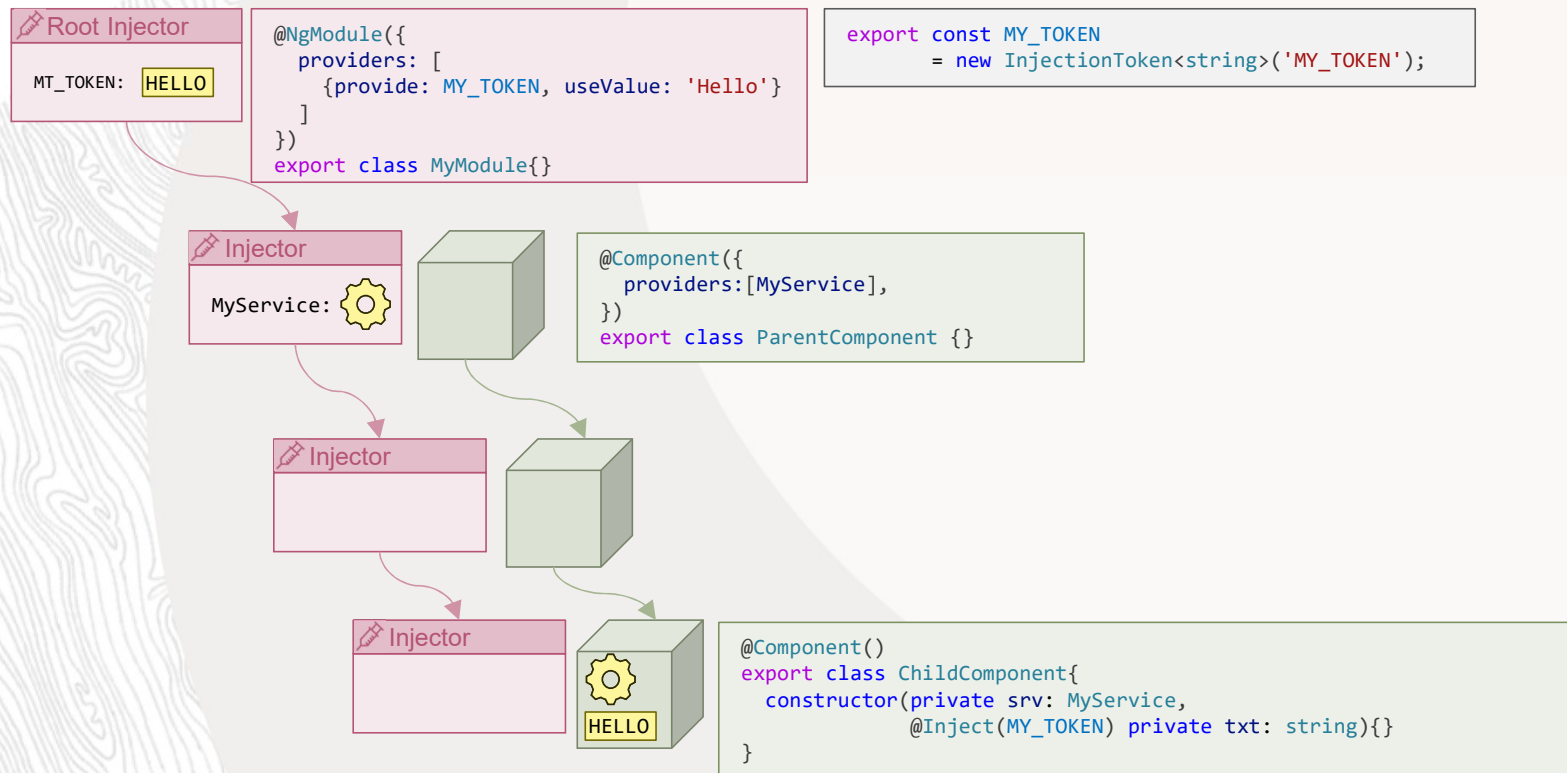 Root Injector
MT_TOKEN: HELLO
@NgModule({
  providers: [
    {provide: MY_TOKEN, useValue: 'Hello'}
  ]
})
export class MyModule{}
export const MY_TOKEN
       = new InjectionToken<string>('MY_TOKEN');
Injector
MyService:
@Component({
  providers:[MyService],
})
export class ParentComponent {}
Injector
Injector
HELLO
@Component()
export class ChildComponent{
  constructor(private srv: MyService,
              @Inject(MY_TOKEN) private txt: string){}
}